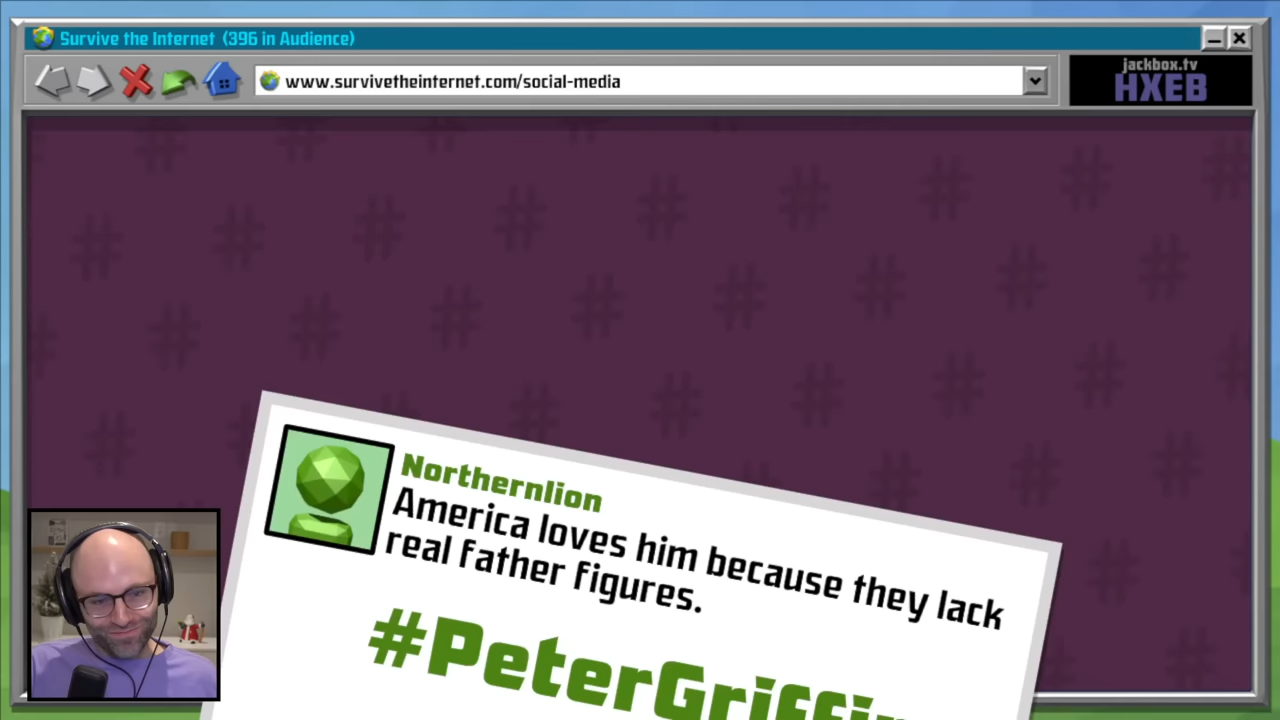 Survive the Internet (396 in Audience)
www.survivetheinternet.com/social-media
jackbox.tv
HXEB
Northernlion
America loves him because they lack
real father figures.
#PeterGriffin